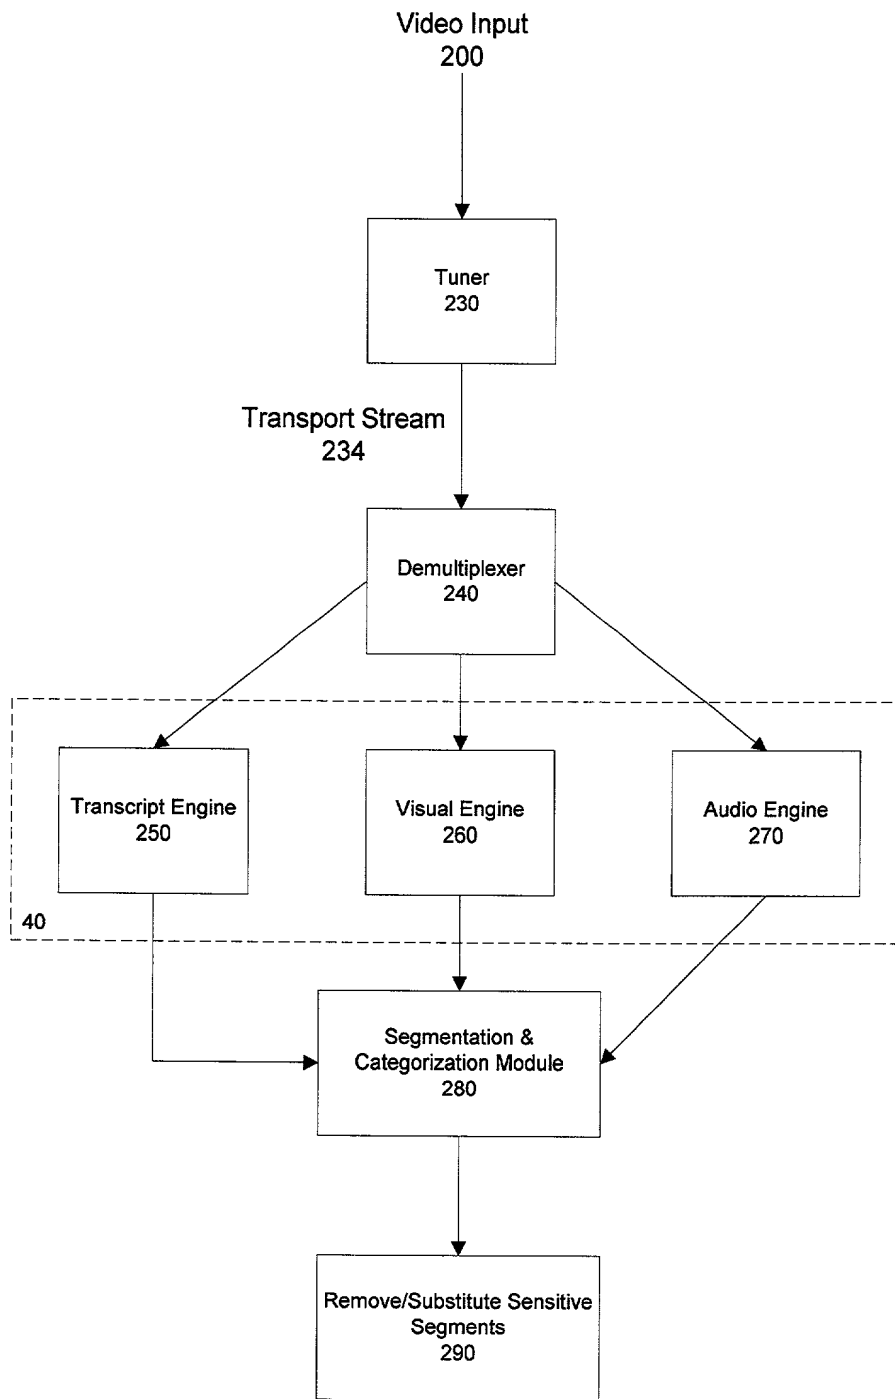 Video Input
200
Tuner
230
Transport Stream
234
Demultiplexer
240
Transcript Engine
250
Visual Engine
260
Audio Engine
270
40
Segmentation &
Categorization Module
280
Remove/Substitute Sensitive
Segments
290